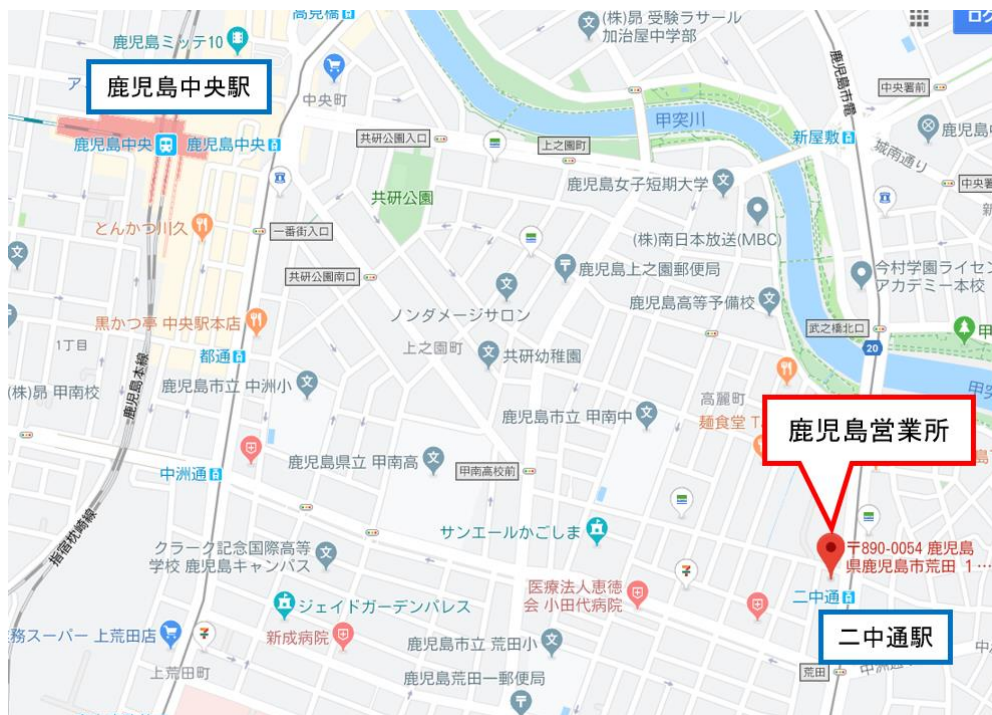 高見橋
(株)昴 受験ラサール
加治屋中学部
ログ
鹿児島ミッテ10
鹿児島中央駅
中央町
鹿児島市電
中央署前
甲突川
鹿児島中央
鹿児島中央
共研公園入口
上之園町
新屋敷
城南通り
共研公園
鹿児島女子短期大学
とんかつ川久
一番街入口
(株)南日本放送(MBC)
共研公園南口
鹿児島上之園郵便局
今村学園ライセン
アカデミー本校
ノンダメージサロン
鹿児島高等予備校
黒かつ亭 中央駅本店
武之橋北口
1丁目
都通
上之園町
共研幼稚園
20
鹿児島本線
(株)昴 甲南校
鹿児島市立 中洲小
高麗町
鹿児島市立 甲南中
麺食堂
鹿児島営業所
中洲通
鹿児島県立 甲南高
甲南高校前
指宿枕崎線
サンエールかごしま
クラーク記念国際高等
学校 鹿児島キャンパス
〒890-0054 鹿児島
県鹿児島市荒田 1…
医療法人恵徳
会 小田代病院
二中通
ジェイドガーデンパレス
務スーパー 上荒田店
新成病院
鹿児島市立 荒田小
二中通駅
上荒田町
荒田
鹿児島荒田一郵便局